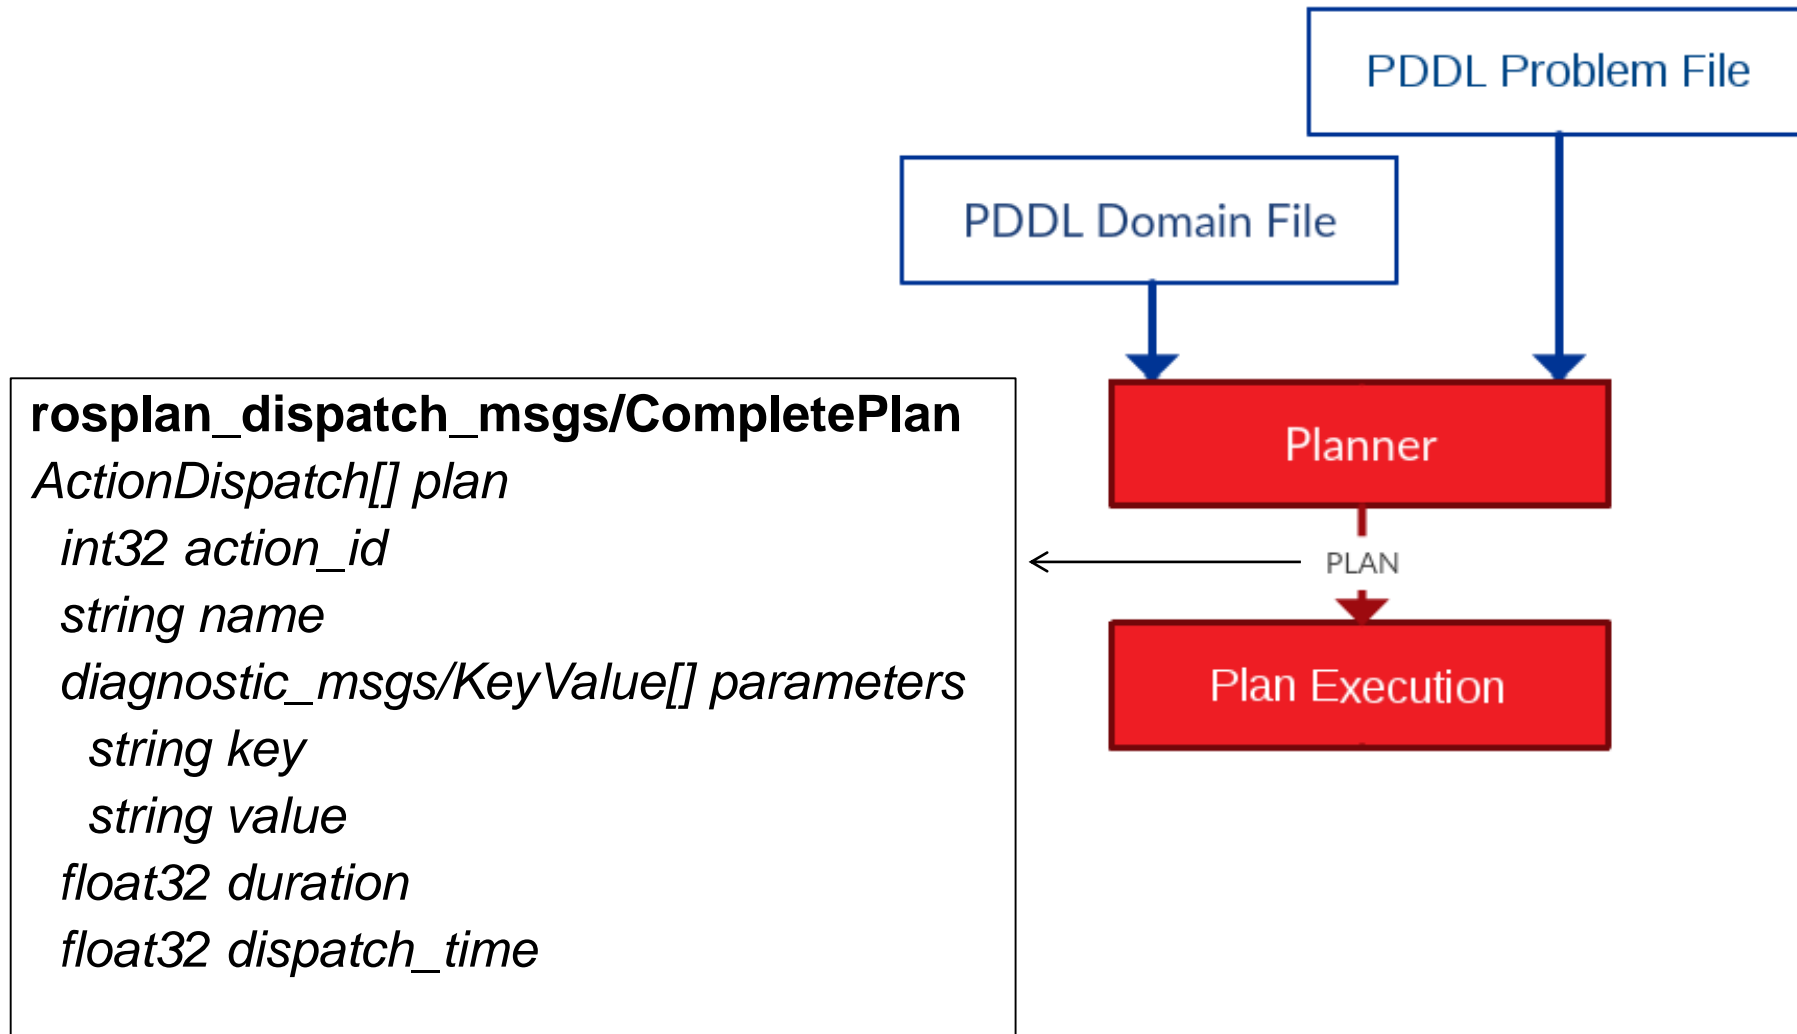 PDDL Problem File
PDDL Domain File
rosplan_dispatch_msgs/CompletePlan
ActionDispatch[] plan
int32 action_id
string name
diagnostic_msgs/KeyValue[] parameters
string key
string value
float32 duration
float32 dispatch_time
Planner
PLAN
Plan Execution